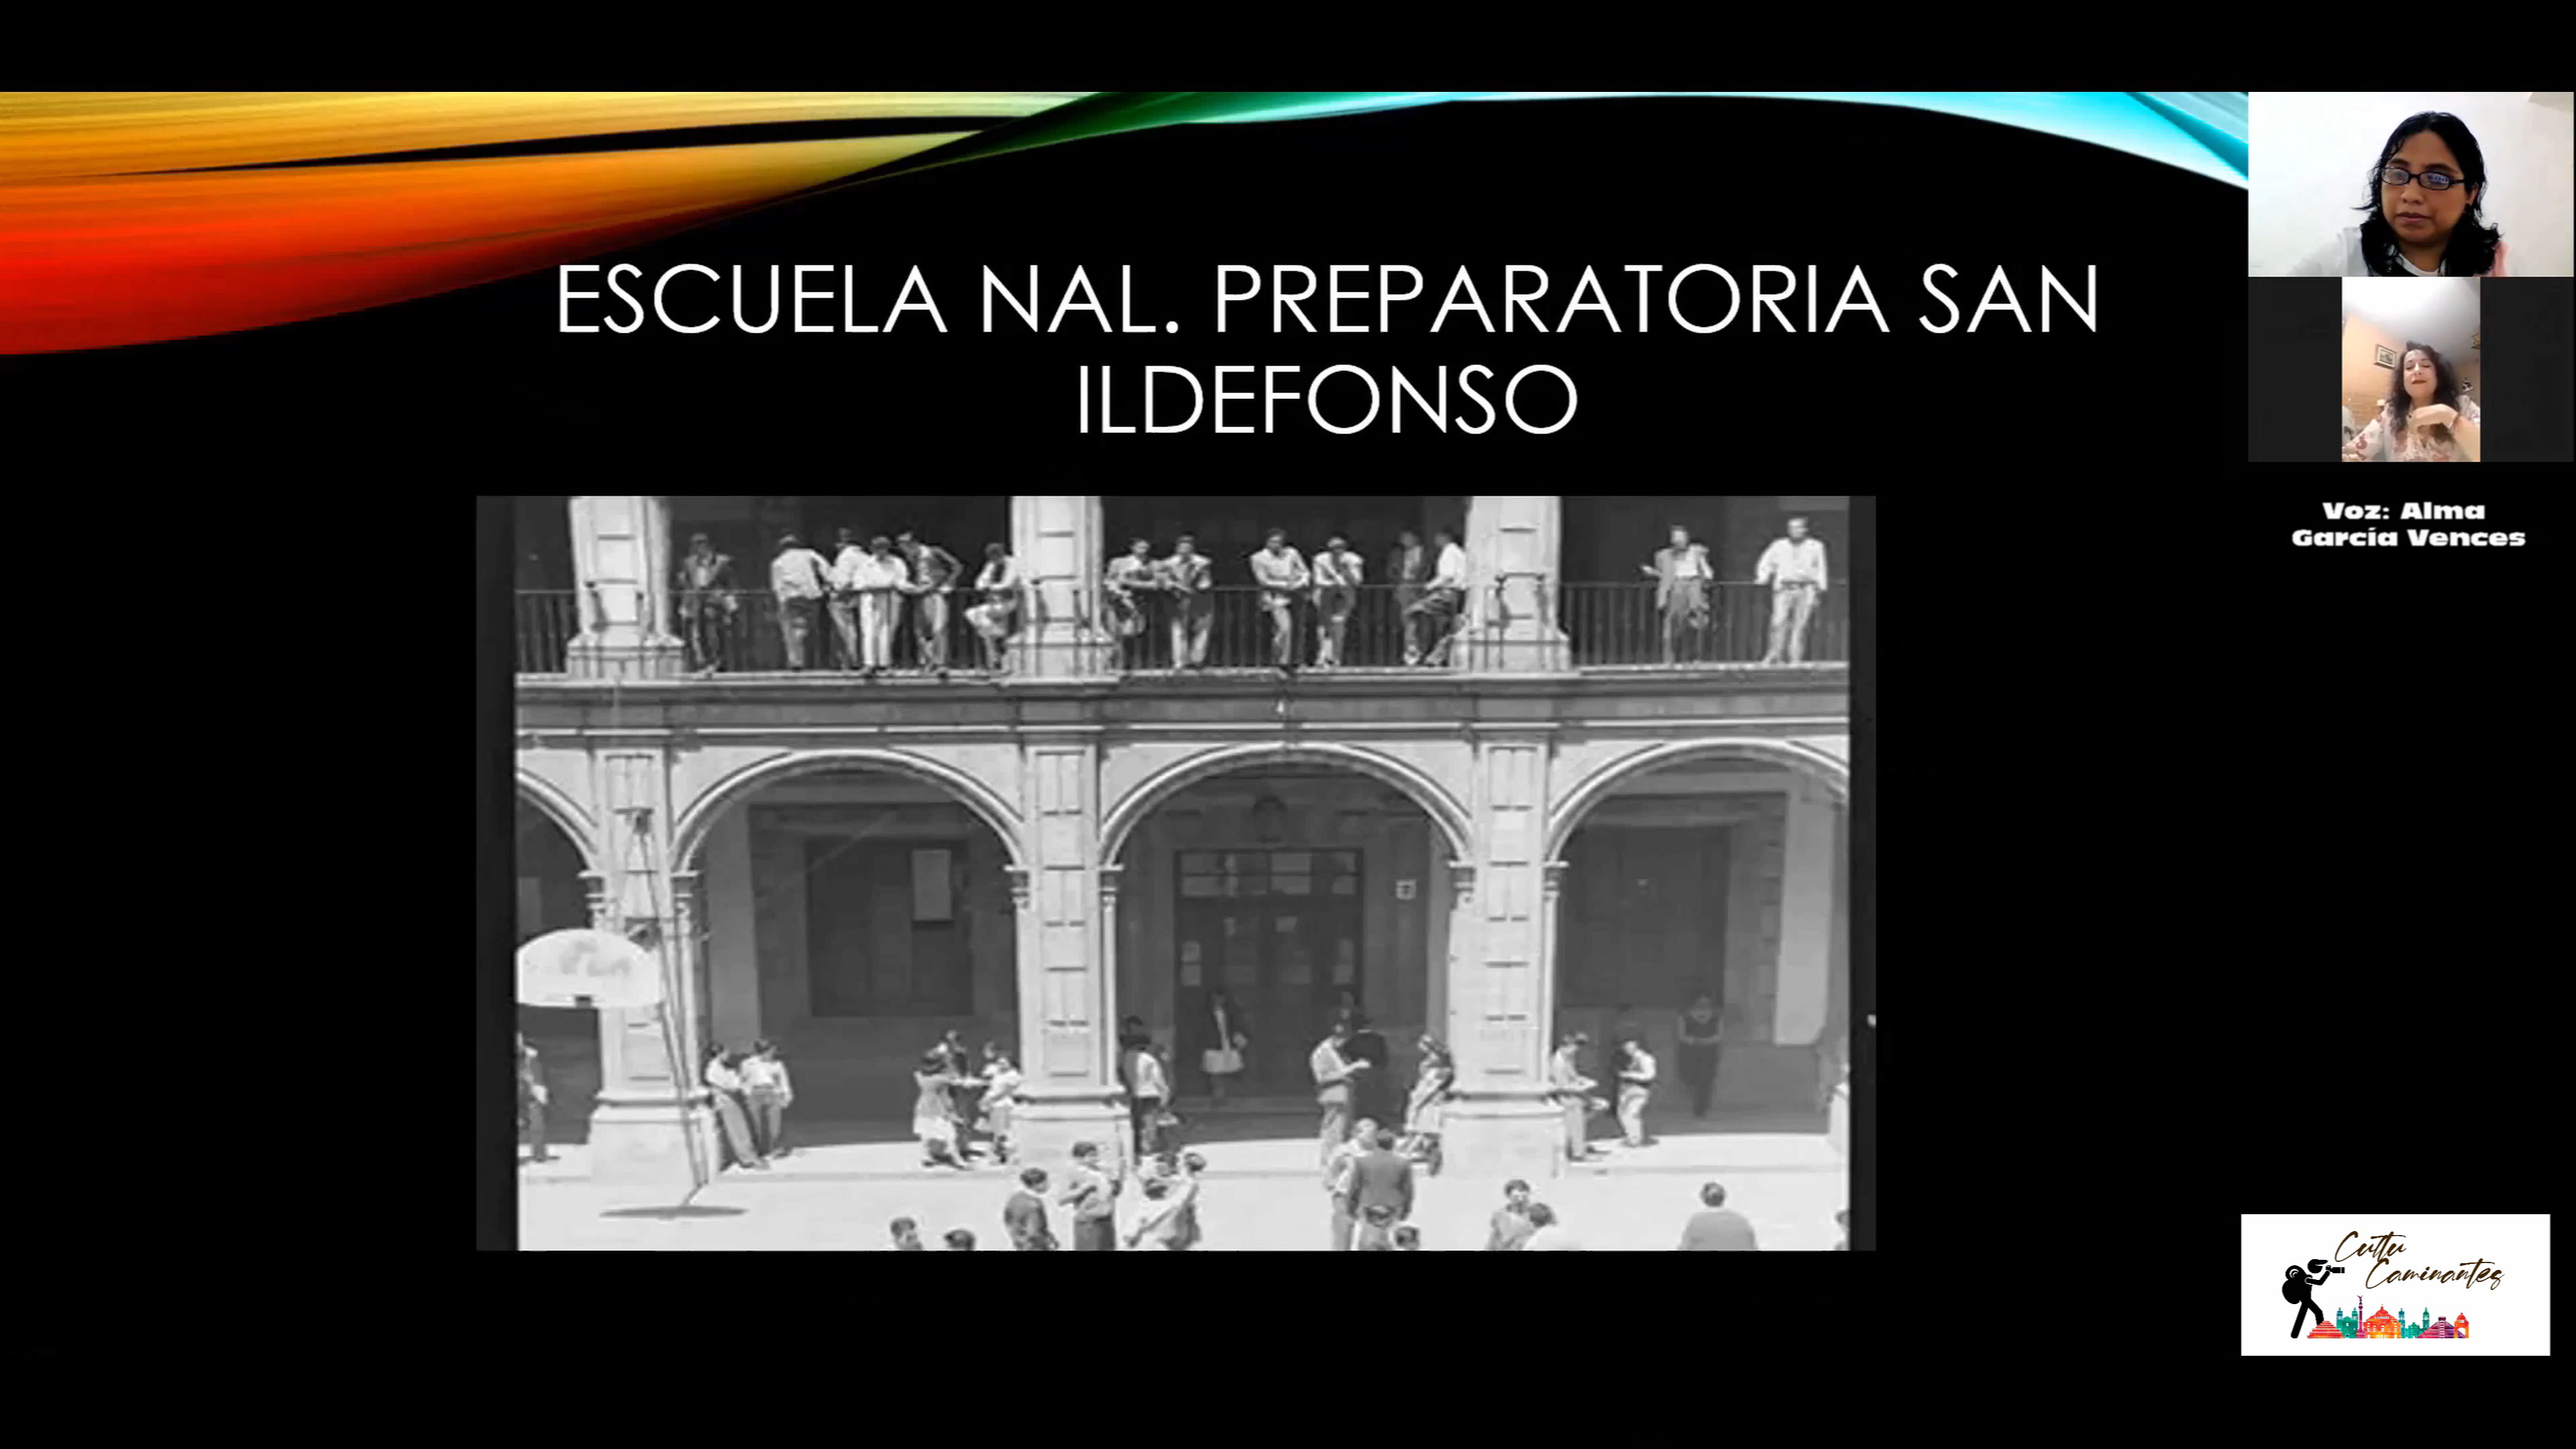 ESCUELA NAL. PREPARATORIA SAN
ILDEFONSO
Voz: Alma
García Vences
Cultu
Caminantes